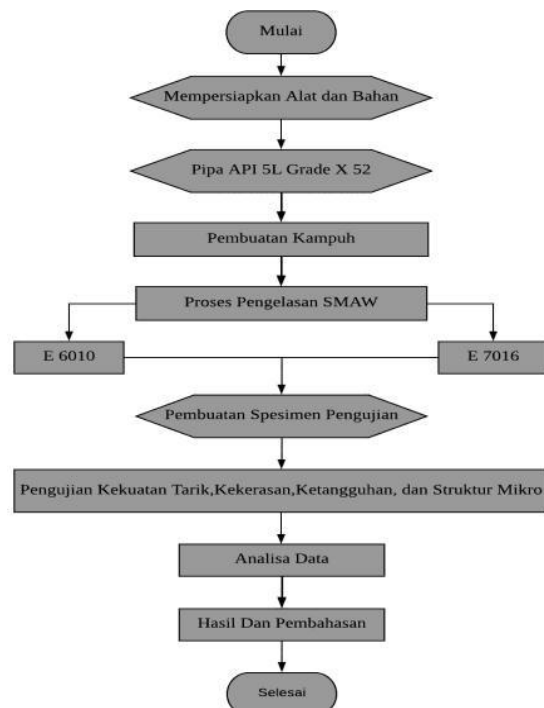 Mulai
Mempersiapkan Alat dan Bahan
Pipa API 5L Grade X 52
Pembuatan Kampuh
Proses Pengelasan SMAW
E 6010
E 7016
Pembuatan Spesimen Pengujian
Pengujian Kekuatan Tarik,Kekerasan,Ketangguhan, dan Struktur Mikro
Analisa Data
Hasil Dan Pembahasan
Selesai